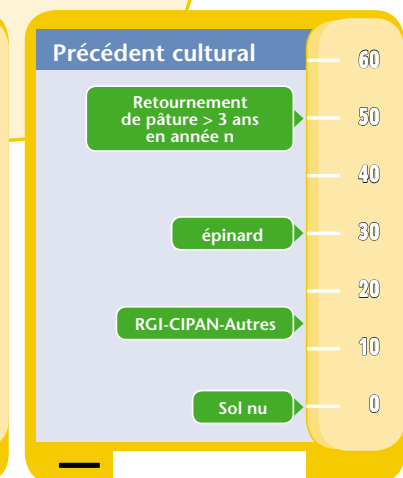 Précédent cultural
60
Retournement
de pâture > 3 ans
en année n
50
40
épinard
30
20
RGI-CIPAN-Autres
10
Sol nu
0